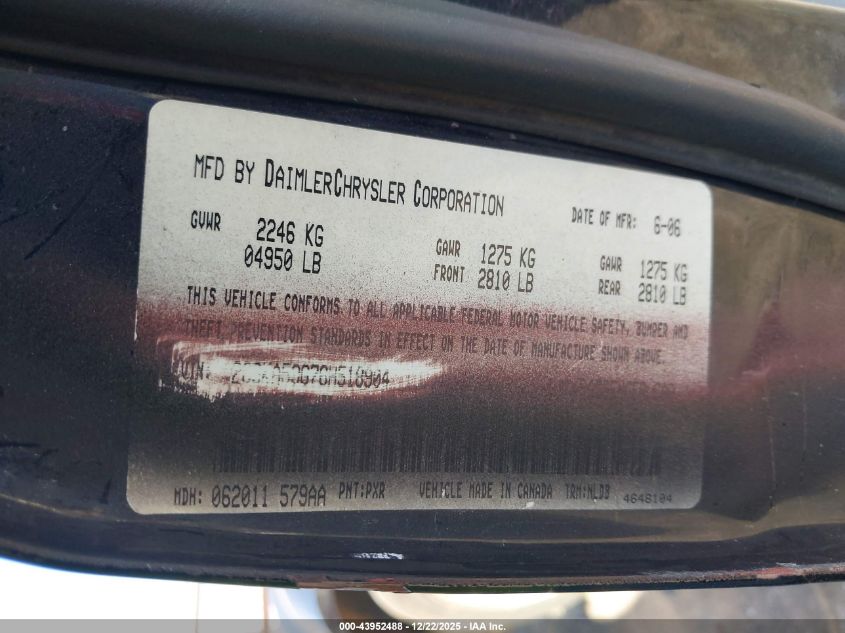 MFD BY DAIMLERCHRYSLER CORPORATION
DATE OF MFR: 6-06
GVWR 2246 KG
04950 LB
GAWR FRONT 1275 KG
2810 LB
GAWR REAR 1275 KG
2810 LB
THIS VEHICLE CONFORMS TO ALL APPLICABLE FEDERAL MOTOR VEHICLE SAFETY, BUMPER AND
THEFT PREVENTION STANDARDS IN EFFECT ON THE DATE OF MANUFACTURE SHOWN ABOVE.
VIN:
MDH: 062011 579AA
PNT:PXR
VEHICLE MADE IN CANADA
TRM:NLDB
4648104
000-43952488 • 12/22/2025 • IAA Inc.